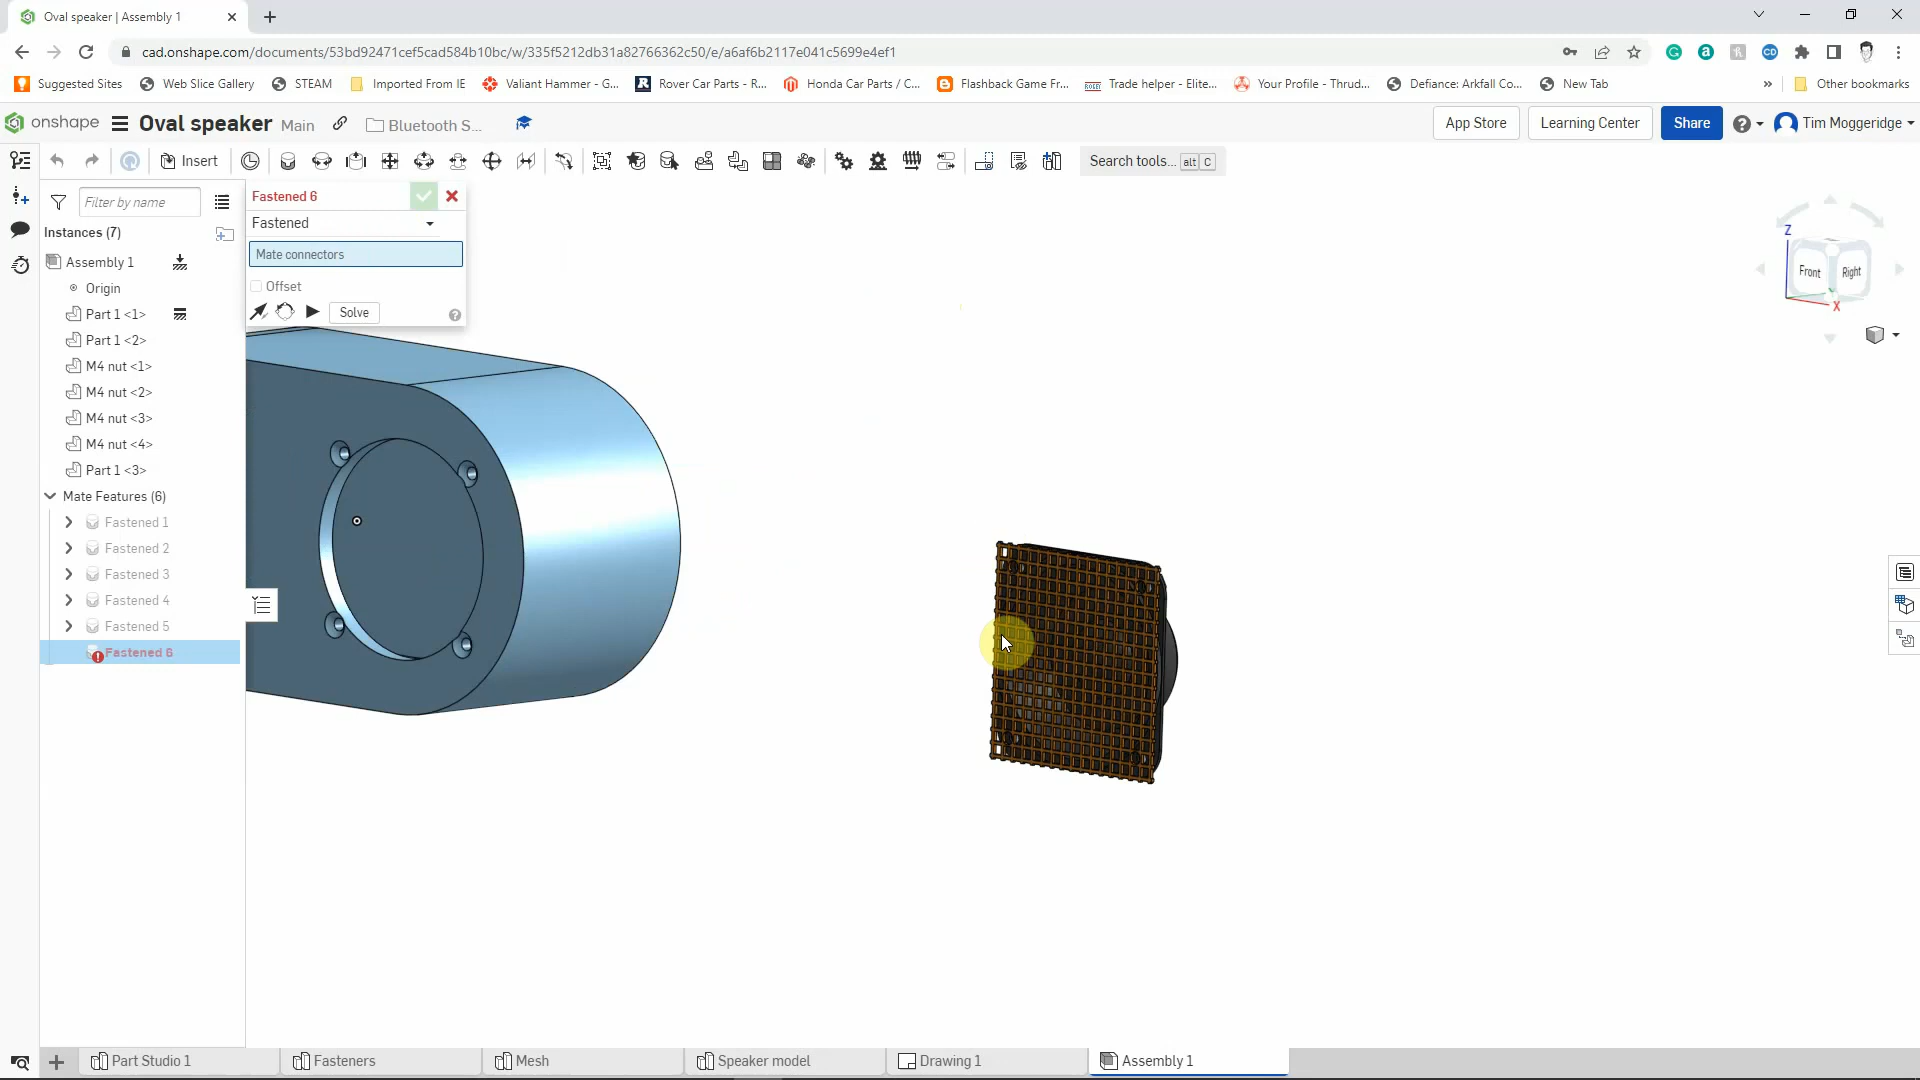 Oval speaker | Assembly 1
cad.onshape.com/documents/53bd92471cef5cad584b10bc/w/335f5212db31a82766362c50/e/a6af6b2117e041c5699e4ef1
Suggested Sites Web Slice Gallery STEAM Imported From IE Valiant Hammer - G... Rover Car Parts - R... Honda Car Parts / C... Flashback Game Fr... Trade helper - Elite... Your Profile - Thrud... Defiance: Arkfall Co... New Tab » Other bookmarks
onshape Oval speaker Main Bluetooth S... App Store Learning Center Share Tim Moggeridge
Insert Search tools... alt C
Filter by name
Instances (7)
Assembly 1
Origin
Part 1 <1>
Part 1 <2>
M4 nut <1>
M4 nut <2>
M4 nut <3>
M4 nut <4>
Part 1 <3>
Mate Features (6)
Fastened 1
Fastened 2
Fastened 3
Fastened 4
Fastened 5
Fastened 6
Fastened 6
Fastened
Mate connectors
Offset
Solve
Z
Front Right
X
Part Studio 1 Fasteners Mesh Speaker model Drawing 1 Assembly 1